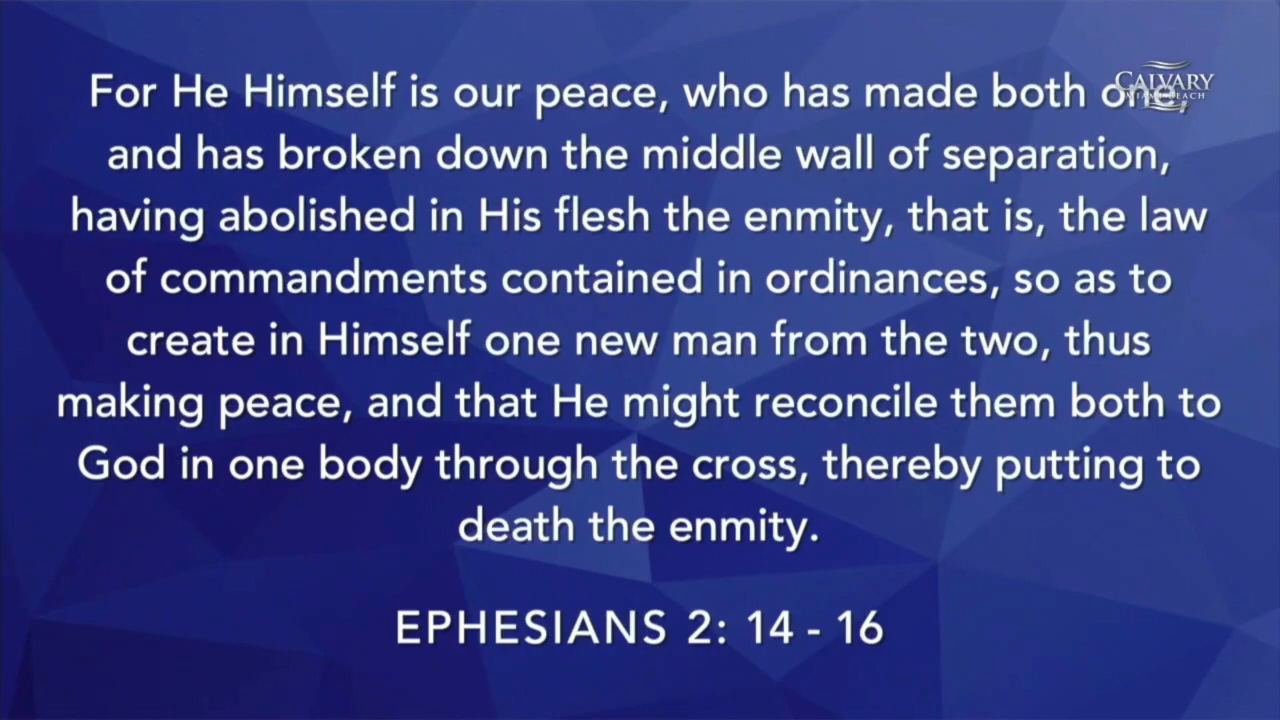 For He Himself is our peace, who has made both one,
and has broken down the middle wall of separation,
having abolished in His flesh the enmity, that is, the law
of commandments contained in ordinances, so as to
create in Himself one new man from the two, thus
making peace, and that He might reconcile them both to
God in one body through the cross, thereby putting to
death the enmity.
EPHESIANS 2: 14 - 16
CALVARY
MIAMI BEACH